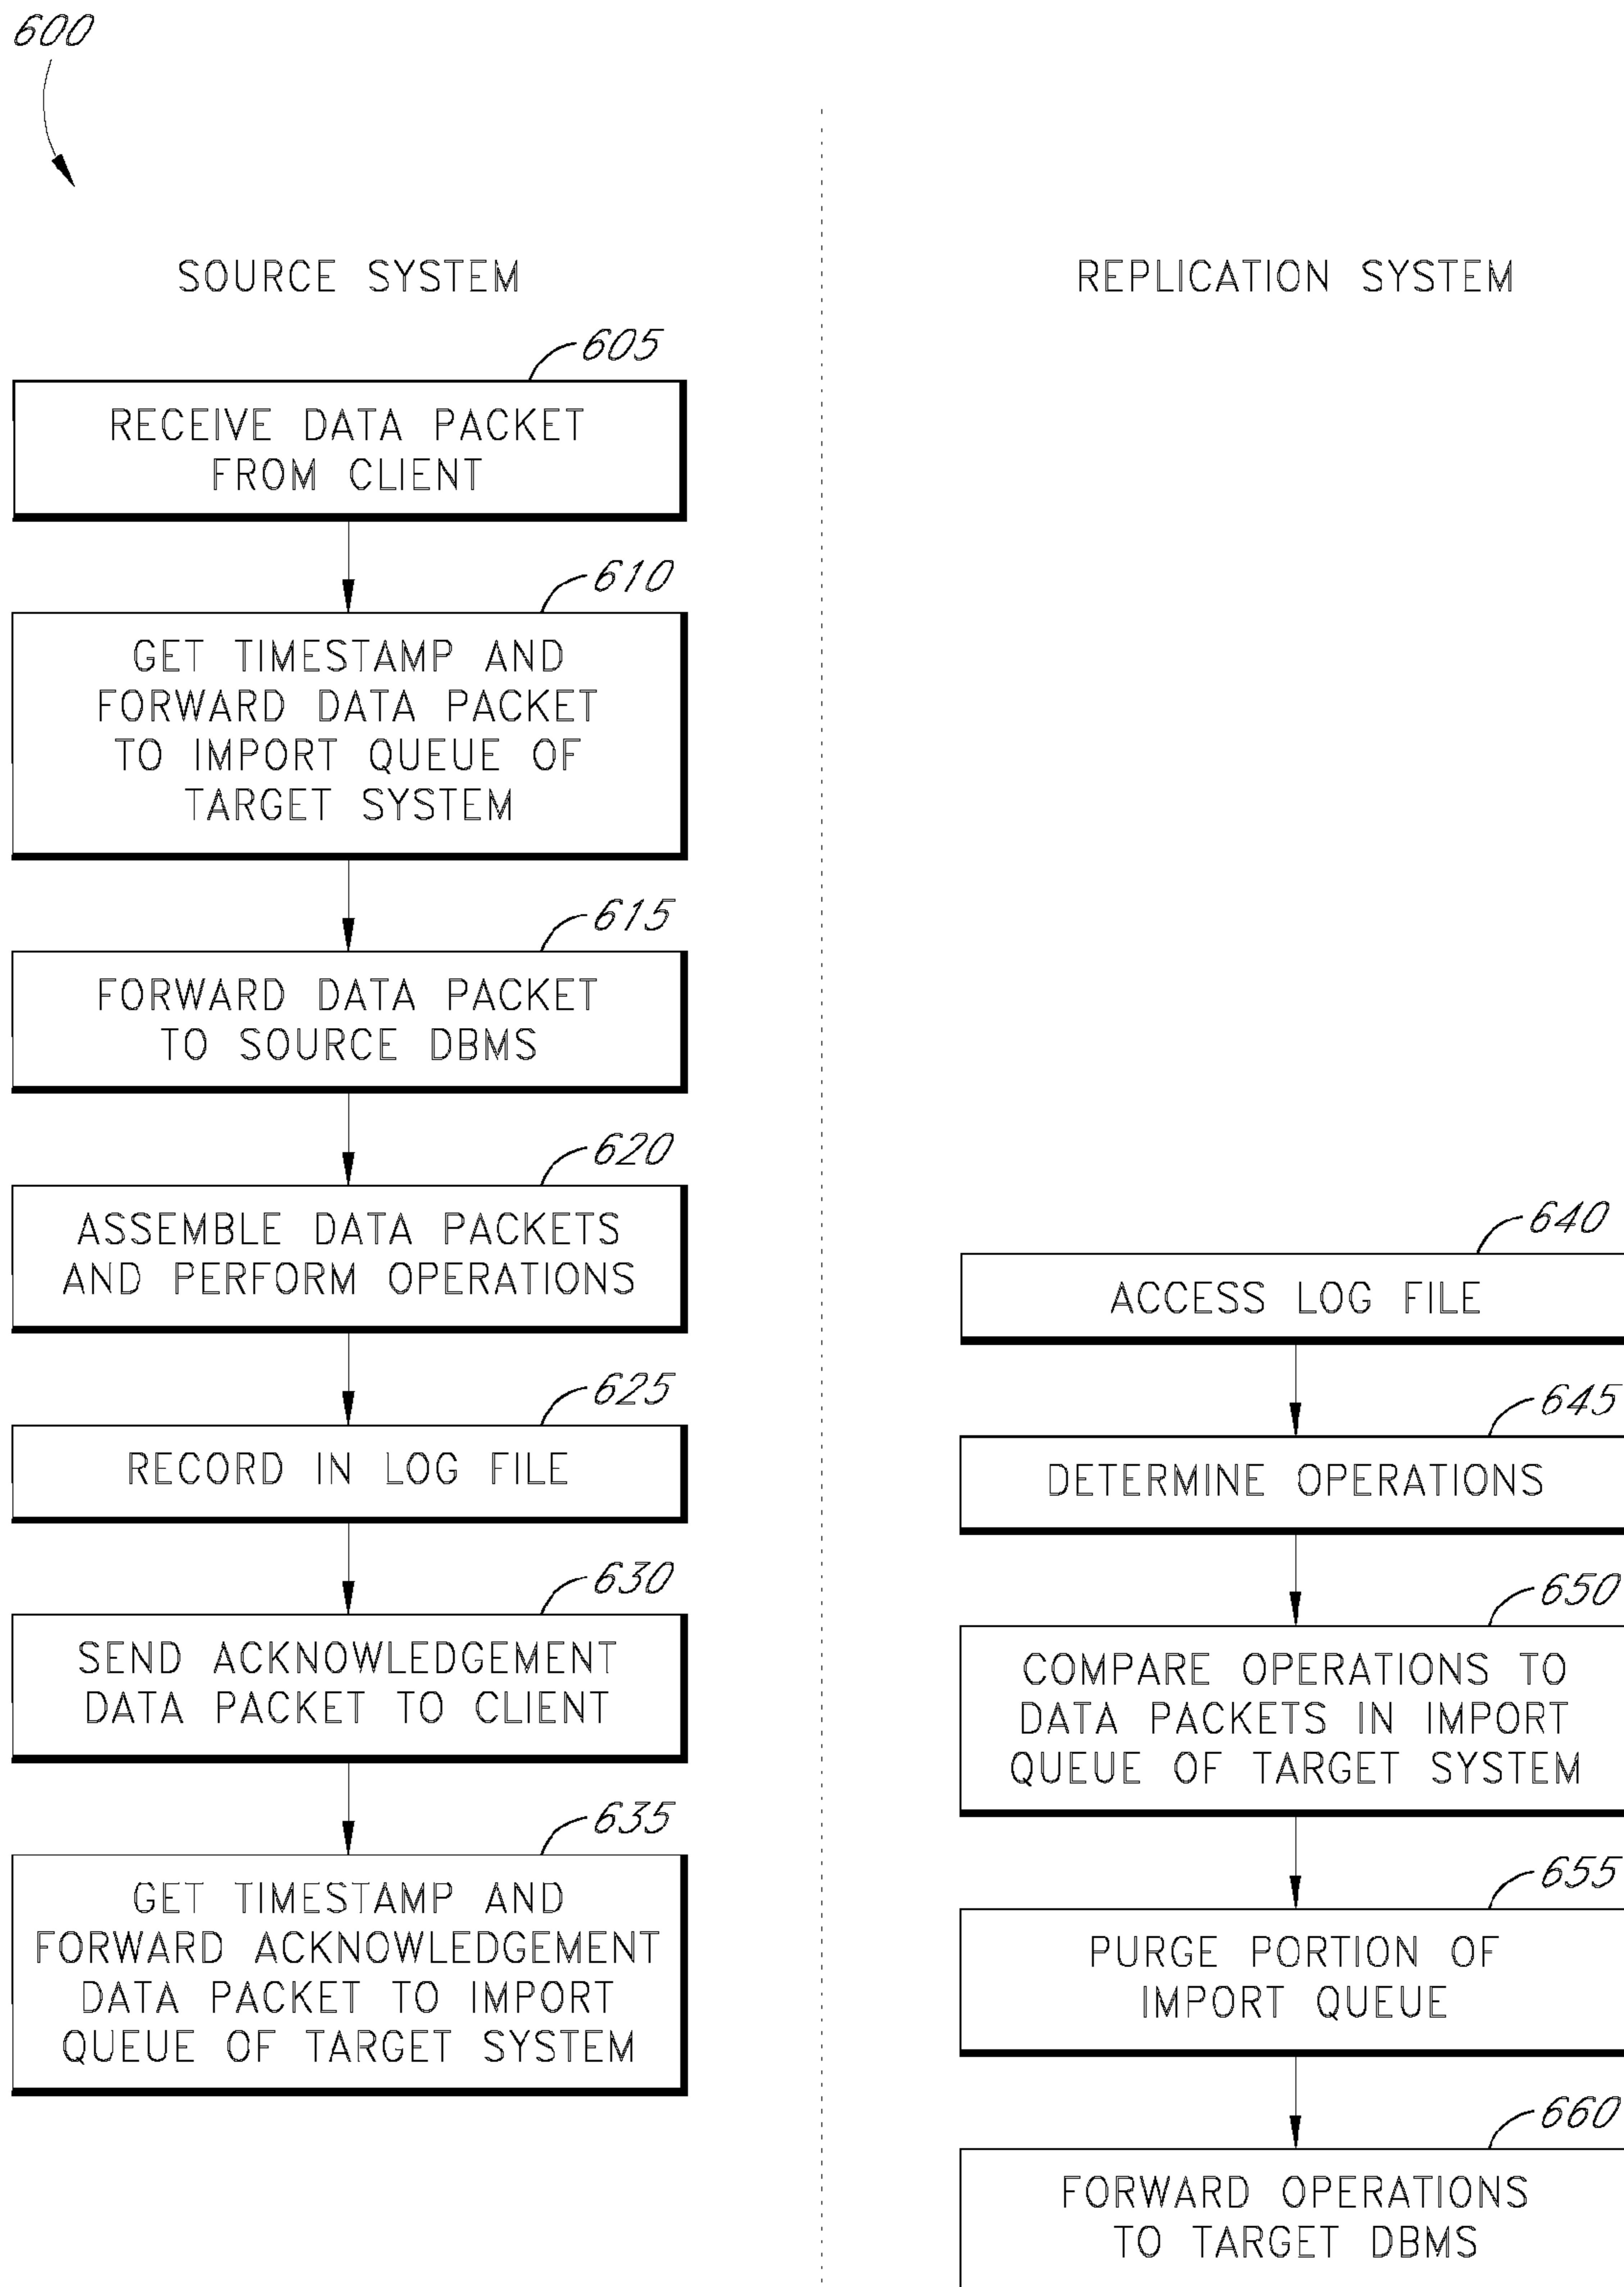 600
SOURCE SYSTEM
605
RECEIVE DATA PACKET
FROM CLIENT
610
GET TIMESTAMP AND
FORWARD DATA PACKET
TO IMPORT QUEUE OF
TARGET SYSTEM
615
FORWARD DATA PACKET
TO SOURCE DBMS
620
ASSEMBLE DATA PACKETS
AND PERFORM OPERATIONS
625
RECORD IN LOG FILE
630
SEND ACKNOWLEDGEMENT
DATA PACKET TO CLIENT
635
GET TIMESTAMP AND
FORWARD ACKNOWLEDGEMENT
DATA PACKET TO IMPORT
QUEUE OF TARGET SYSTEM
REPLICATION SYSTEM
640
ACCESS LOG FILE
645
DETERMINE OPERATIONS
650
COMPARE OPERATIONS TO
DATA PACKETS IN IMPORT
QUEUE OF TARGET SYSTEM
655
PURGE PORTION OF
IMPORT QUEUE
660
FORWARD OPERATIONS
TO TARGET DBMS